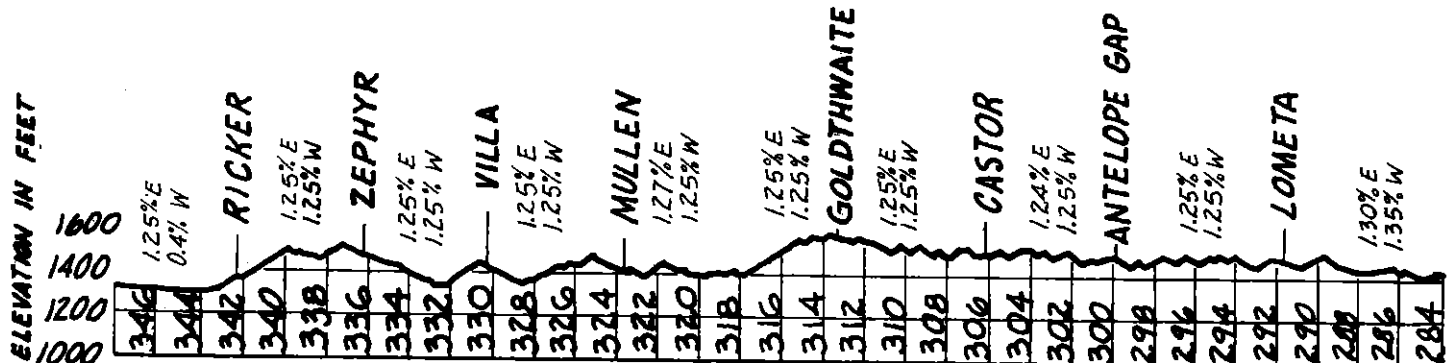 ELEVATION IN FEET
1600
1400
1200
1000
1.25% E
0.4% W
RICKER
1.25% E
1.25% W
ZEPHYR
1.25% E
1.25% W
VILLA
1.25% E
1.25% W
MULLEN
1.27% E
1.25% W
1.25% E
1.25% W
GOLDTHWAITE
1.25% E
1.25% W
CASTOR
1.24% E
1.25% W
ANTELOPE GAP
1.25% E
1.25% W
LOMETA
1.30% E
1.35% W
346 344 342 340 338 336 334 332 330 328 326 324 322 320 318 316 314 312 310 308 306 304 302 300 298 296 294 292 290 288 286 284